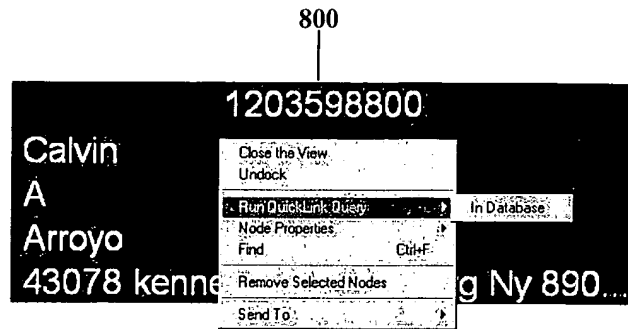 800
1203598800
Calvin
A
Arroyo
43078 kenne g Ny 890...
Close the View
Undock
Run QuickLink Query In Database
Node Properties
Find Ctrl+F
Remove Selected Nodes
Send To